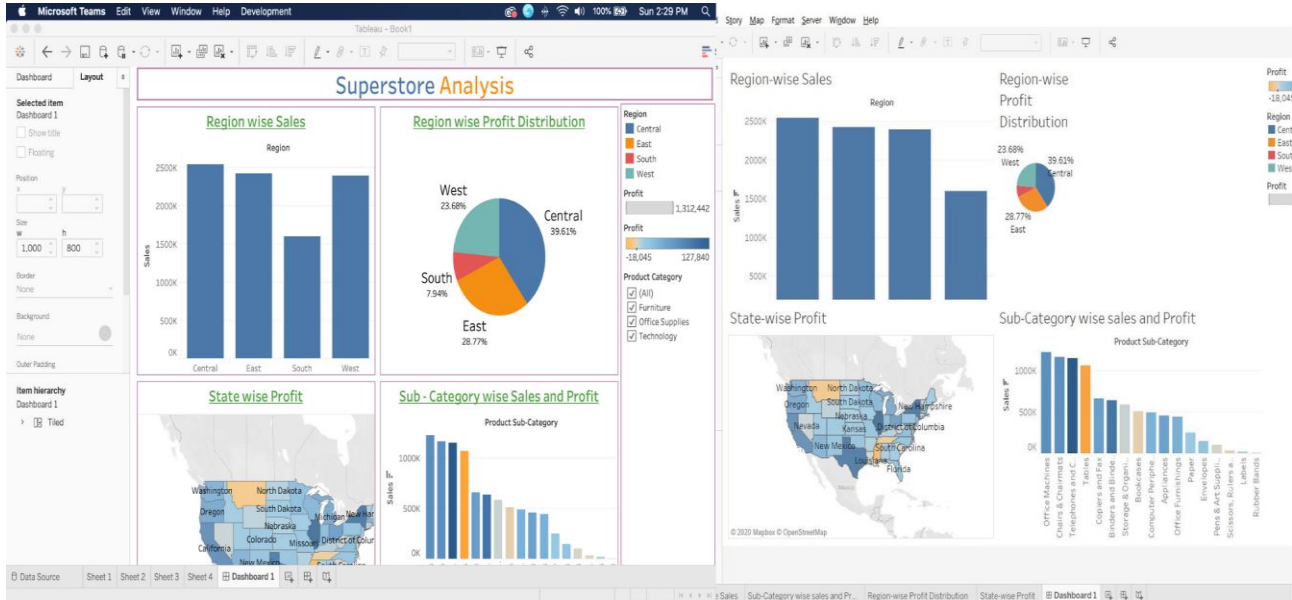 Microsoft Teams Edit View Window Help Development 100% Sun 2:29 PM
Tableau - Book1
Dashboard Layout
Selected item
Dashboard 1
Show title
Floating
Position
x y
Size
w h
1,000 800
Border
None
Background
None
Outer Padding
Item hierarchy
Dashboard 1
Tiled
Superstore Analysis
Region wise Sales
Region
2500K
2000K
1500K
1000K
500K
0K
Sales
Central East South West
Region wise Profit Distribution
West
23.68%
Central
39.61%
South
7.94%
East
28.77%
Region
Central
East
South
West
Profit
1,312,442
Profit
-18,045 127,840
Product Category
(All)
Furniture
Office Supplies
Technology
State wise Profit
Washington North Dakota
Oregon South Dakota Michigan New Har
Nebraska
California Colorado Missouri District of Colur
New Mexico South Carolina
Sub - Category wise Sales and Profit
Product Sub-Category
1000K
500K
0K
Sales
Data Source Sheet 1 Sheet 2 Sheet 3 Sheet 4 Dashboard 1
Story Map Format Server Window Help
Region-wise Sales
Region
2500K
2000K
1500K
1000K
500K
Sales
Region-wise
Profit
Distribution
23.68%
West
39.61%
Central
28.77%
East
Profit
-18,045
Region
Cent
East
Sout
Wes
Profit
State-wise Profit
Washington North Dakota
Oregon South Dakota New Hampshire
Nebraska
Nevada Kansas District of Columbia
New Mexico South Carolina
Louisiana
Florida
Mexico
© 2020 Mapbox © OpenStreetMap
Sub-Category wise sales and Profit
Product Sub-Category
1000K
500K
0K
Sales
Office Machines
Chairs & Chairmats
Telephones and C..
Tables
Copiers and Fax
Binders and Binde..
Storage & Organi..
Bookcases
Computer Periphe
Appliances
Office Furnishings
Paper
Envelopes
Pens & Art Suppli..
Scissors, Rulers a..
Labels
Rubber Bands
e Sales Sub-Category wise sales and Pr... Region-wise Profit Distribution State-wise Profit Dashboard 1